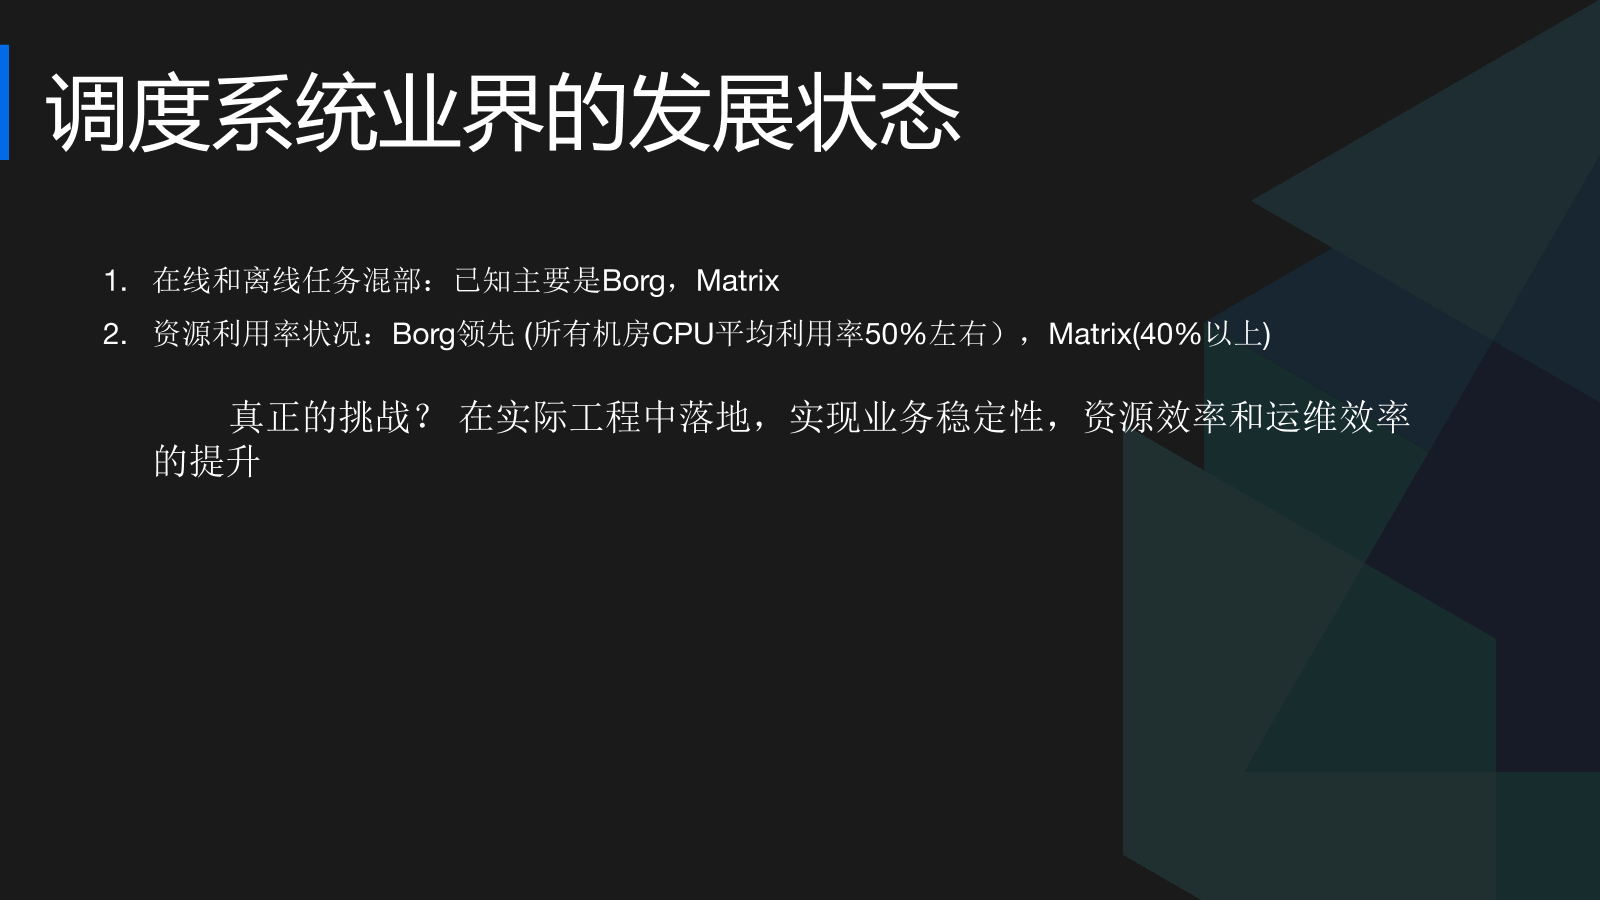 调度系统业界的发展状态
1. 在线和离线任务混部：已知主要是Borg，Matrix
2. 资源利用率状况：Borg领先 (所有机房CPU平均利用率50%左右），Matrix(40%以上)
真正的挑战？ 在实际工程中落地，实现业务稳定性，资源效率和运维效率
的提升